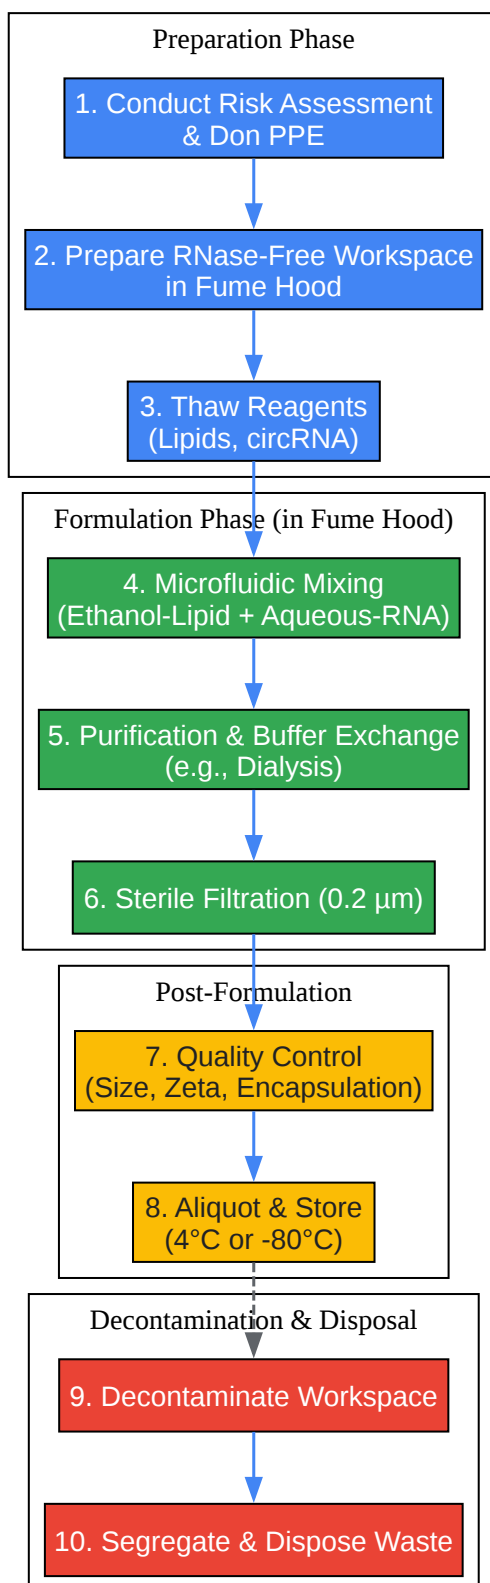 Preparation Phase
1. Conduct Risk Assessment
& Don PPE
2. Prepare RNase-Free Workspace
in Fume Hood
3. Thaw Reagents
(Lipids, circRNA)
Formulation Phase (in Fume Hood)
4. Microfluidic Mixing
(Ethanol-Lipid + Aqueous-RNA)
5. Purification & Buffer Exchange
(e.g., Dialysis)
6. Sterile Filtration (0.2 µm)
Post-Formulation
7. Quality Control
(Size, Zeta, Encapsulation)
8. Aliquot & Store
(4°C or -80°C)
Decontamination & Disposal
9. Decontaminate Workspace
10. Segregate & Dispose Waste